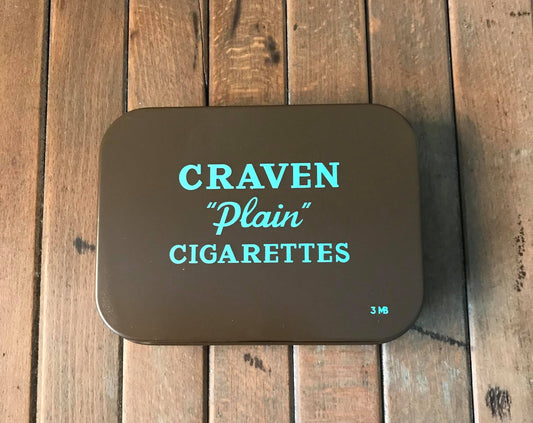 CRAVEN
"Plain"
CIGARETTES
3 MB